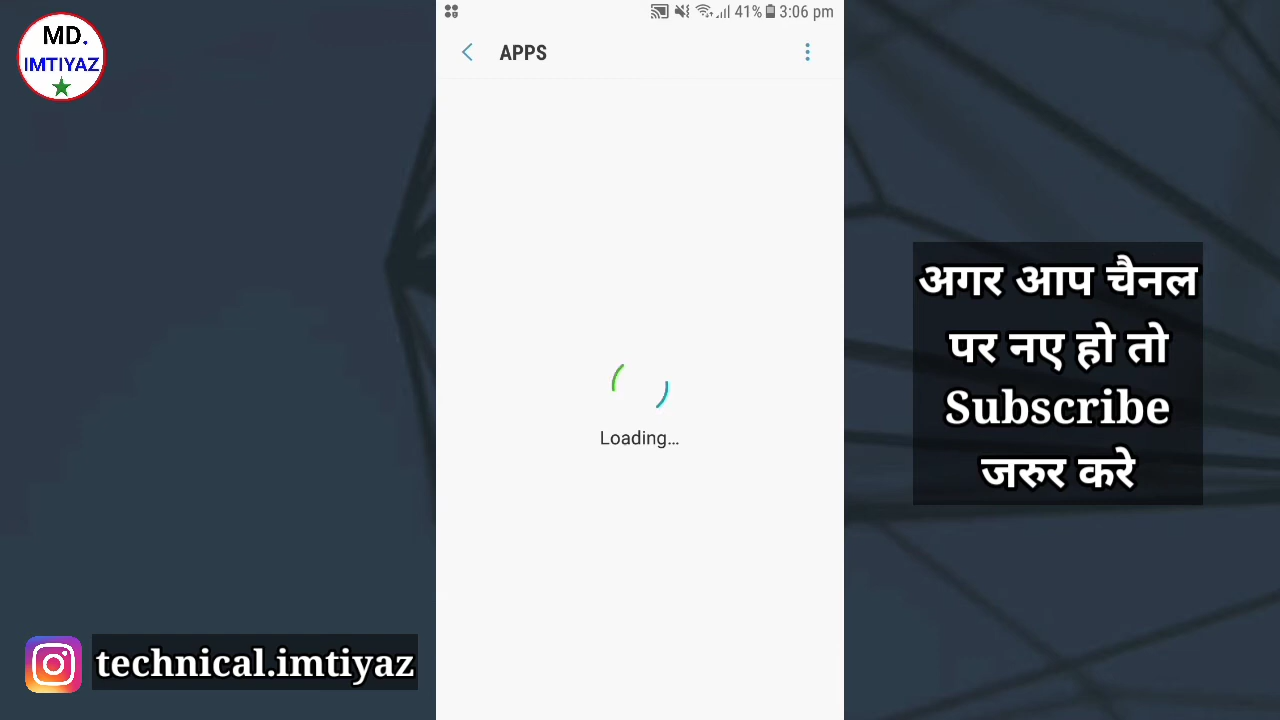 MD.
IMTIYAZ
41% 3:06 pm
APPS
Loading...
अगर आप चैनल
पर नए हो तो
Subscribe
जरुर करे
technical.imtiyaz